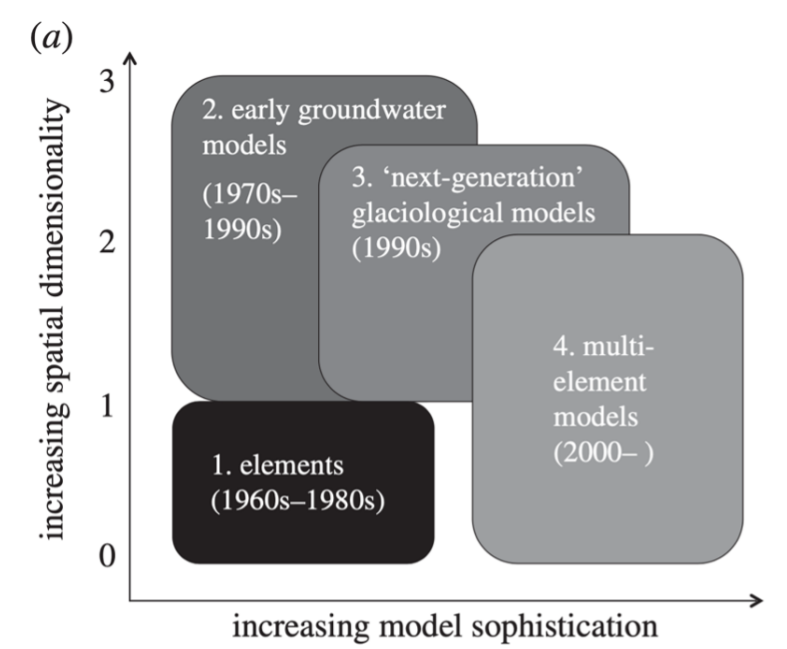 (a)
increasing spatial dimensionality
3
2
1
0
2. early groundwater
models
(1970s–
1990s)
3. ‘next-generation’
glaciological models
(1990s)
4. multi-
element
models
(2000– )
1. elements
(1960s–1980s)
increasing model sophistication